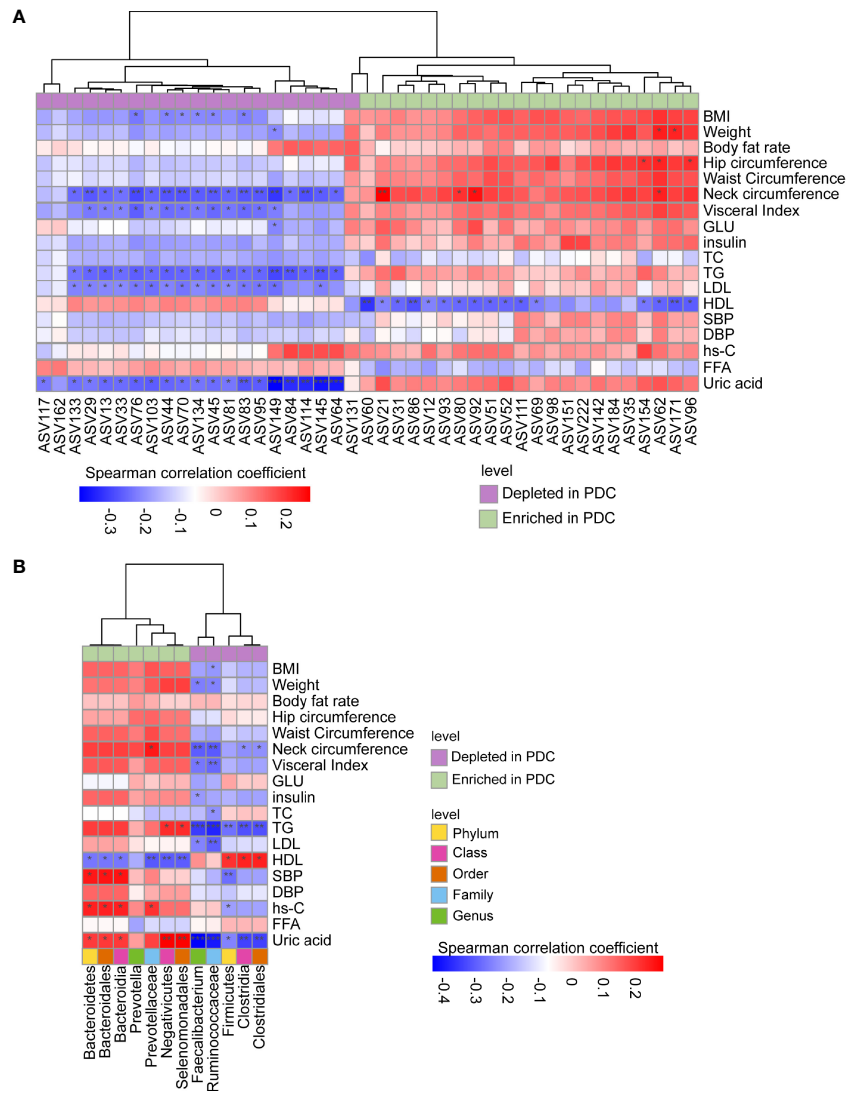 A
BMI
Weight
Body fat rate
Hip circumference
Waist Circumference
Neck circumference
Visceral Index
GLU
insulin
TC
TG
LDL
HDL
SBP
DBP
hs-C
FFA
Uric acid
ASV117
ASV162
ASV133
ASV29
ASV13
ASV33
ASV76
ASV103
ASV44
ASV70
ASV134
ASV45
ASV81
ASV83
ASV95
ASV149
ASV84
ASV114
ASV145
ASV64
ASV131
ASV60
ASV21
ASV31
ASV86
ASV12
ASV93
ASV80
ASV92
ASV51
ASV52
ASV111
ASV69
ASV98
ASV151
ASV222
ASV142
ASV184
ASV35
ASV154
ASV62
ASV171
ASV96
Spearman correlation coefficient
-0.3
-0.2
-0.1
0
0.1
0.2
level
Depleted in PDC
Enriched in PDC
B
BMI
Weight
Body fat rate
Hip circumference
Waist Circumference
Neck circumference
Visceral Index
GLU
insulin
TC
TG
LDL
HDL
SBP
DBP
hs-C
FFA
Uric acid
Bacteroidetes
Bacteroidales
Bacteroidia
Prevotella
Prevotellaceae
Negativicutes
Selenomonadales
Faecalibacterium
Ruminococcaceae
Firmicutes
Clostridia
Clostridiales
level
Depleted in PDC
Enriched in PDC
level
Phylum
Class
Order
Family
Genus
Spearman correlation coefficient
-0.4
-0.3
-0.2
-0.1
0
0.1
0.2